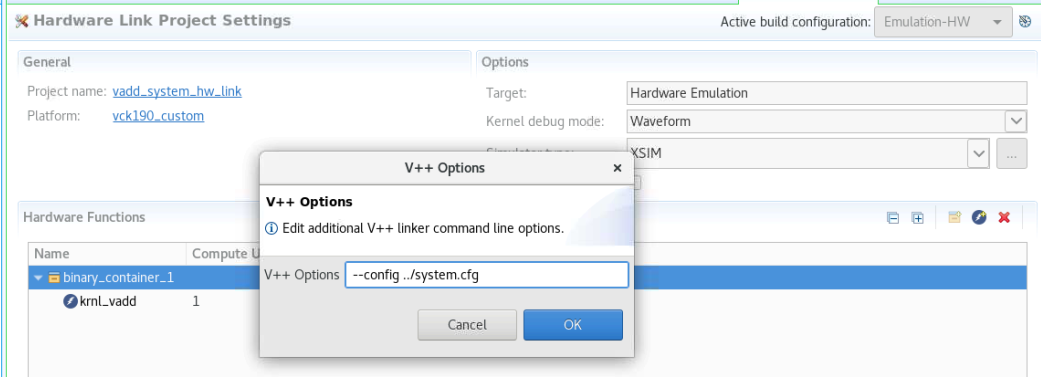 Hardware Link Project Settings
Active build configuration: Emulation-HW
General
Project name: vadd_system_hw_link
Platform: vck190_custom
Options
Target: Hardware Emulation
Kernel debug mode: Waveform
XSIM
...
V++ Options
×
V++ Options
Edit additional V++ linker command line options.
V++ Options --config ../system.cfg
Cancel OK
Hardware Functions
Name Compute U
binary_container_1
krnl_vadd 1